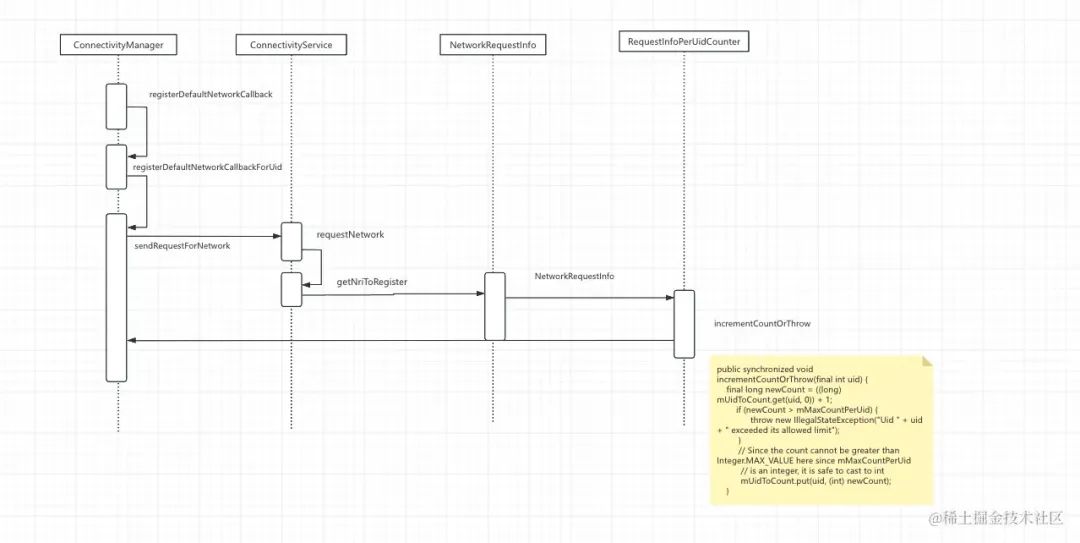 ConnectivityManager
ConnectivityService
NetworkRequestInfo
RequestInfoPerUidCounter
registerDefaultNetworkCallback
registerDefaultNetworkCallbackForUid
sendRequestForNetwork
requestNetwork
getNriToRegister
NetworkRequestInfo
incrementCountOrThrow
public synchronized void
incrementCountOrThrow(final int uid) {
final long newCount = ((long)
mUidToCount.get(uid, 0)) + 1;
if (newCount > mMaxCountPerUid) {
throw new IllegalStateException("Uid " + uid
+ " exceeded its allowed limit");
}
// Since the count cannot be greater than
Integer.MAX_VALUE here since mMaxCountPerUid
// is an integer, it is safe to cast to int
mUidToCount.put(uid, (int) newCount);
}
@稀土掘金技术社区